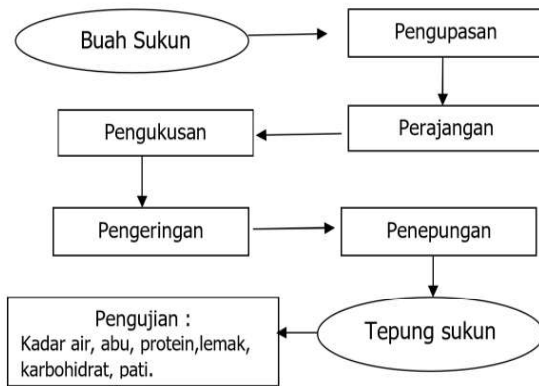 Buah Sukun
Pengupasan
Perajangan
Pengukusan
Pengeringan
Penepungan
Tepung sukun
Pengujian :
Kadar air, abu, protein,lemak,
karbohidrat, pati.